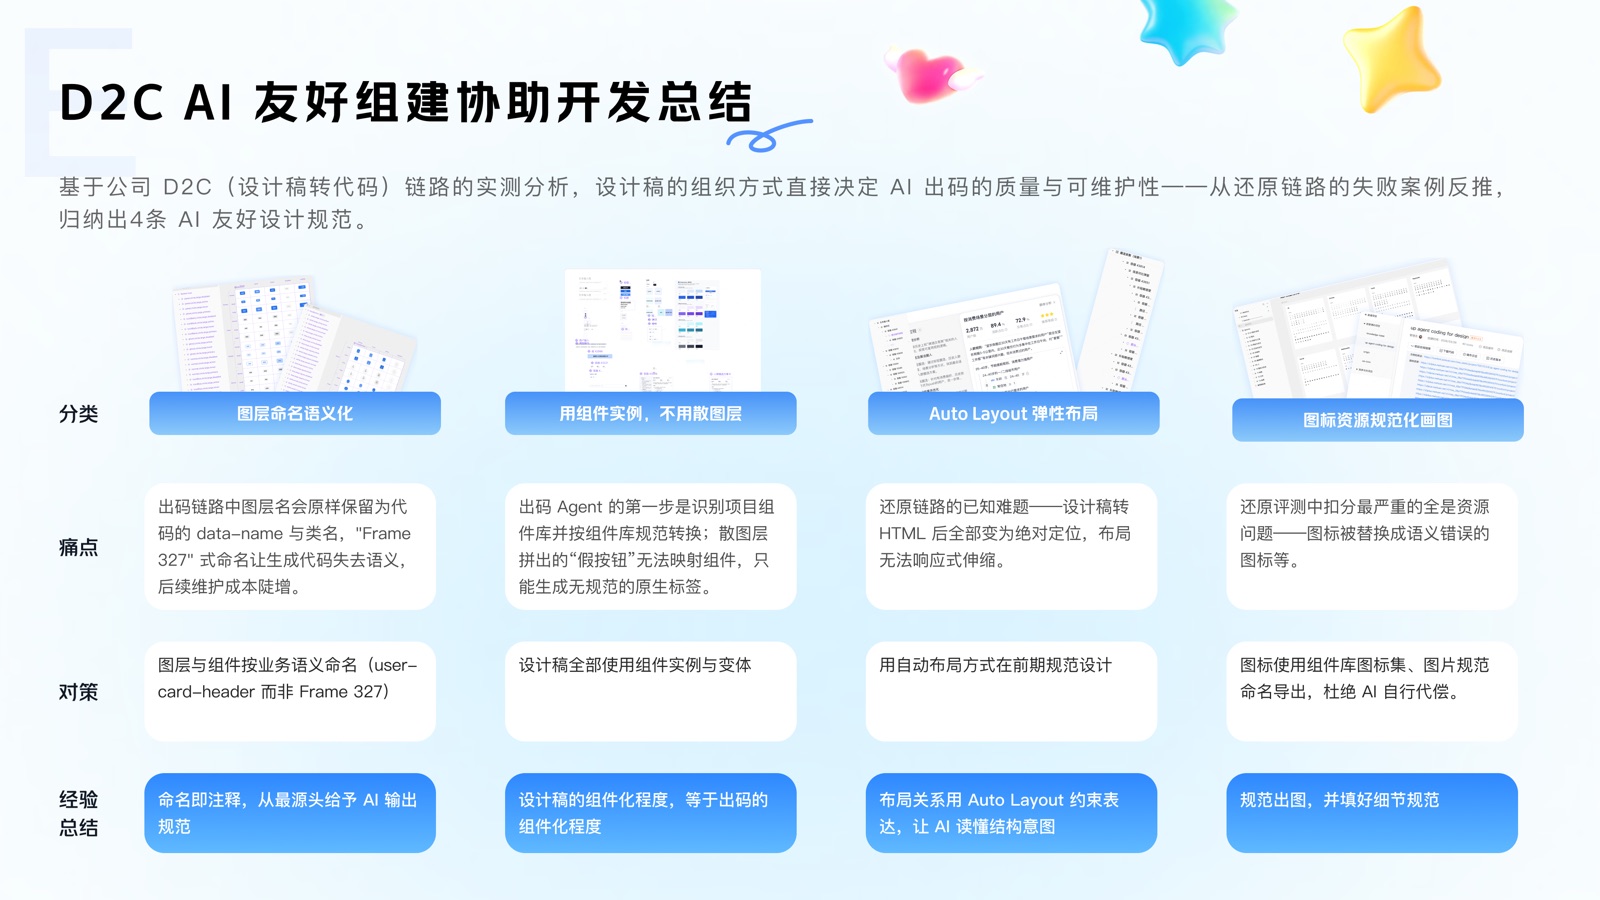 D2C AI 友好组建协助开发总结
基于公司 D2C（设计稿转代码）链路的实测分析，设计稿的组织方式直接决定 AI 出码的质量与可维护性——从还原链路的失败案例反推，
归纳出4条 AI 友好设计规范。
2,872
89.4
72.9
up agent coding for design
分类
图层命名语义化
用组件实例，不用散图层
Auto Layout 弹性布局
图标资源规范化画图
痛点
出码链路中图层名会原样保留为代
码的 data-name 与类名，"Frame
327" 式命名让生成代码失去语义，
后续维护成本陡增。
出码 Agent 的第一步是识别项目组
件库并按组件库规范转换；散图层
拼出的“假按钮”无法映射组件，只
能生成无规范的原生标签。
还原链路的已知难题——设计稿转
HTML 后全部变为绝对定位，布局
无法响应式伸缩。
还原评测中扣分最严重的全是资源
问题——图标被替换成语义错误的
图标等。
对策
图层与组件按业务语义命名（user-
card-header 而非 Frame 327）
设计稿全部使用组件实例与变体
用自动布局方式在前期规范设计
图标使用组件库图标集、图片规范
命名导出，杜绝 AI 自行代偿。
经验
总结
命名即注释，从最源头给予 AI 输出
规范
设计稿的组件化程度，等于出码的
组件化程度
布局关系用 Auto Layout 约束表
达，让 AI 读懂结构意图
规范出图，并填好细节规范